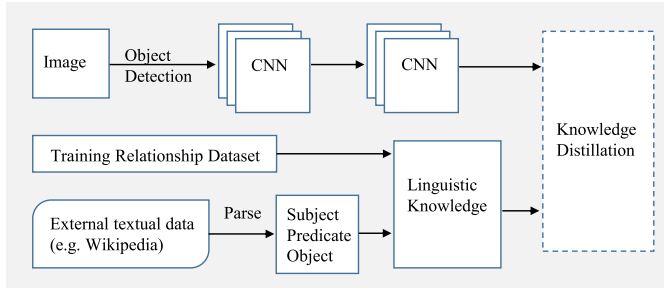 Image
Object
Detection
CNN
CNN
Knowledge
Distillation
Training Relationship Dataset
Linguistic
Knowledge
External textual data
(e.g. Wikipedia)
Parse
Subject
Predicate
Object